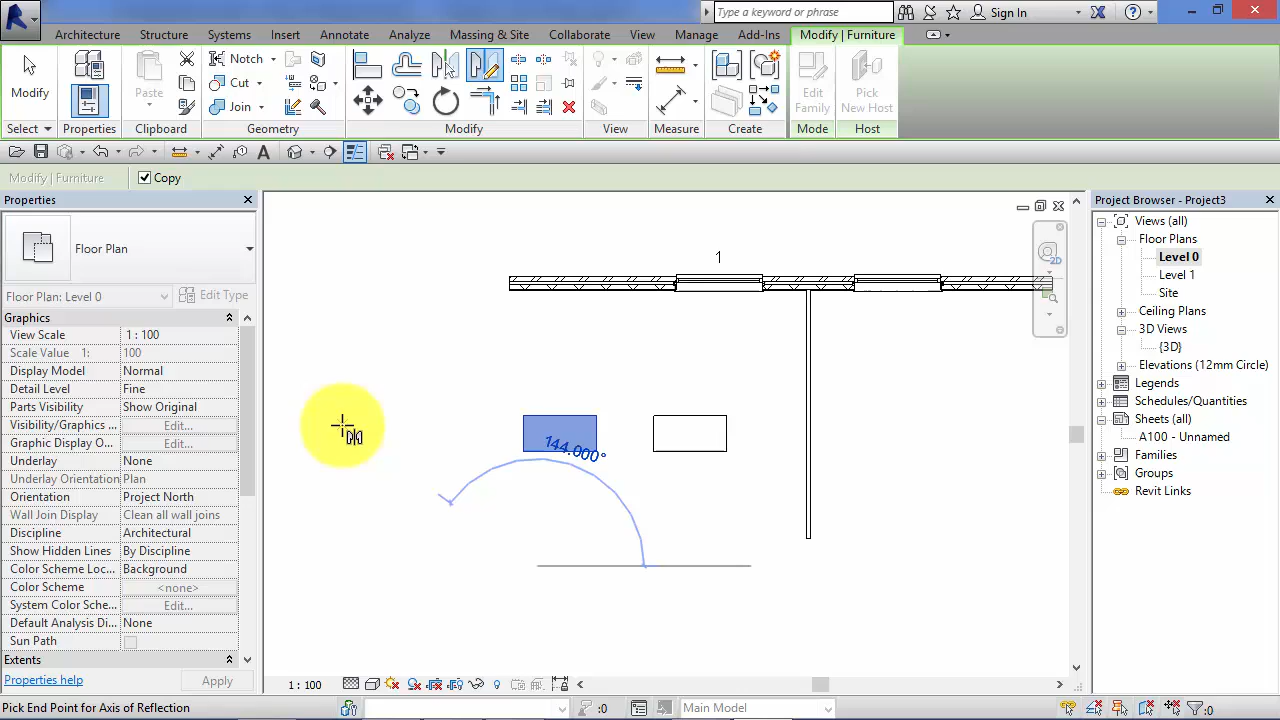 Type a keyword or phrase
Sign In
Architecture Structure Systems Insert Annotate Analyze Massing & Site Collaborate View Manage Add-Ins Modify | Furniture
Modify
Paste
Notch
Cut
Join
Edit Family
Pick New Host
Select Properties Clipboard Geometry Modify View Measure Create Mode Host
Modify | Furniture
Copy
Properties
Floor Plan
Floor Plan: Level 0
Edit Type
Graphics
View Scale 1 : 100
Scale Value 1: 100
Display Model Normal
Detail Level Fine
Parts Visibility Show Original
Visibility/Graphics ... Edit...
Graphic Display O... Edit...
Underlay None
Underlay Orientation Plan
Orientation Project North
Wall Join Display Clean all wall joins
Discipline Architectural
Show Hidden Lines By Discipline
Color Scheme Loc... Background
Color Scheme <none>
System Color Sche... Edit...
Default Analysis Di... None
Sun Path
Extents
Properties help
Apply
1
144.000°
2D
1 : 100
Project Browser - Project3
Views (all)
Floor Plans
Level 0
Level 1
Site
Ceiling Plans
3D Views
{3D}
Elevations (12mm Circle)
Legends
Schedules/Quantities
Sheets (all)
A100 - Unnamed
Families
Groups
Revit Links
Pick End Point for Axis of Reflection
:0
Main Model
:0